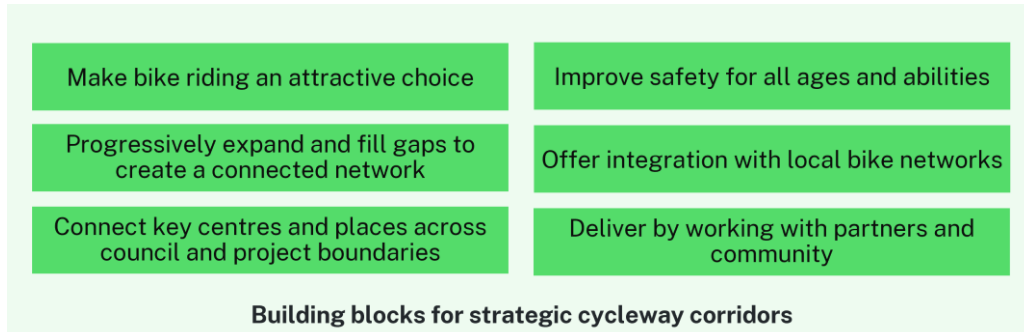 Make bike riding an attractive choice
Improve safety for all ages and abilities
Progressively expand and fill gaps to
create a connected network
Offer integration with local bike networks
Connect key centres and places across
council and project boundaries
Deliver by working with partners and
community
Building blocks for strategic cycleway corridors